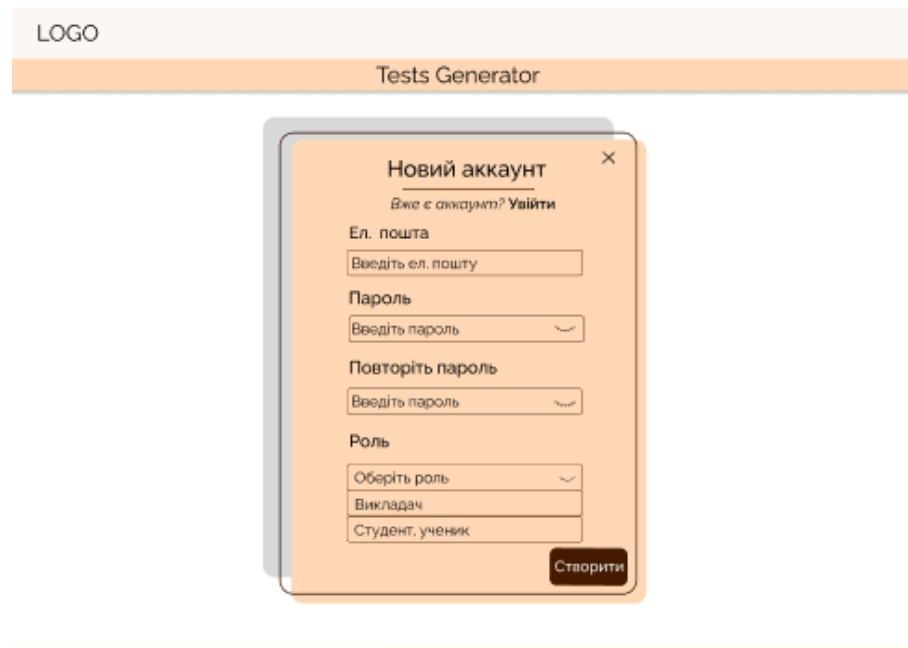 LOGO
Tests Generator
Новий аккаунт
Вже є аккаунт? Увійти
Ел. пошта
Введіть ел. пошту
Пароль
Введіть пароль
Повторіть пароль
Введіть пароль
Роль
Оберіть роль
Викладач
Студент, ученик
Створити